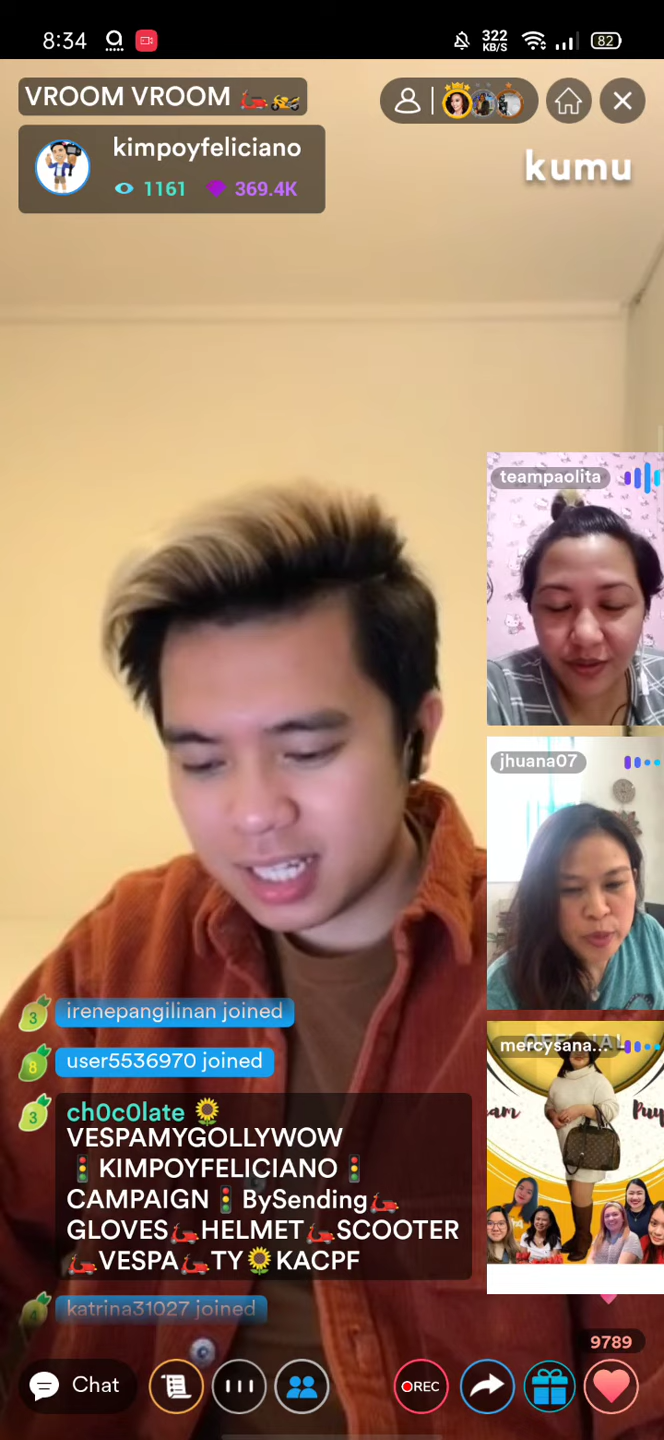 8:34
322
KB/S
82
VROOM VROOM 🛵🏍️
kimpoyfeliciano
1161 369.4K
kumu
teampaolita
jhuana07
mercysana...
irenepangilinan joined
3
user5536970 joined
8
ch0c0late 🌻
3
VESPAMYGOLLYWOW
🚦KIMPOYFELICIANO🚦
CAMPAIGN🚦BySending🛵
GLOVES🛵HELMET🛵SCOOTER
🛵VESPA🛵TY🌻KACPF
katrina31027 joined
4
9789
Chat
REC